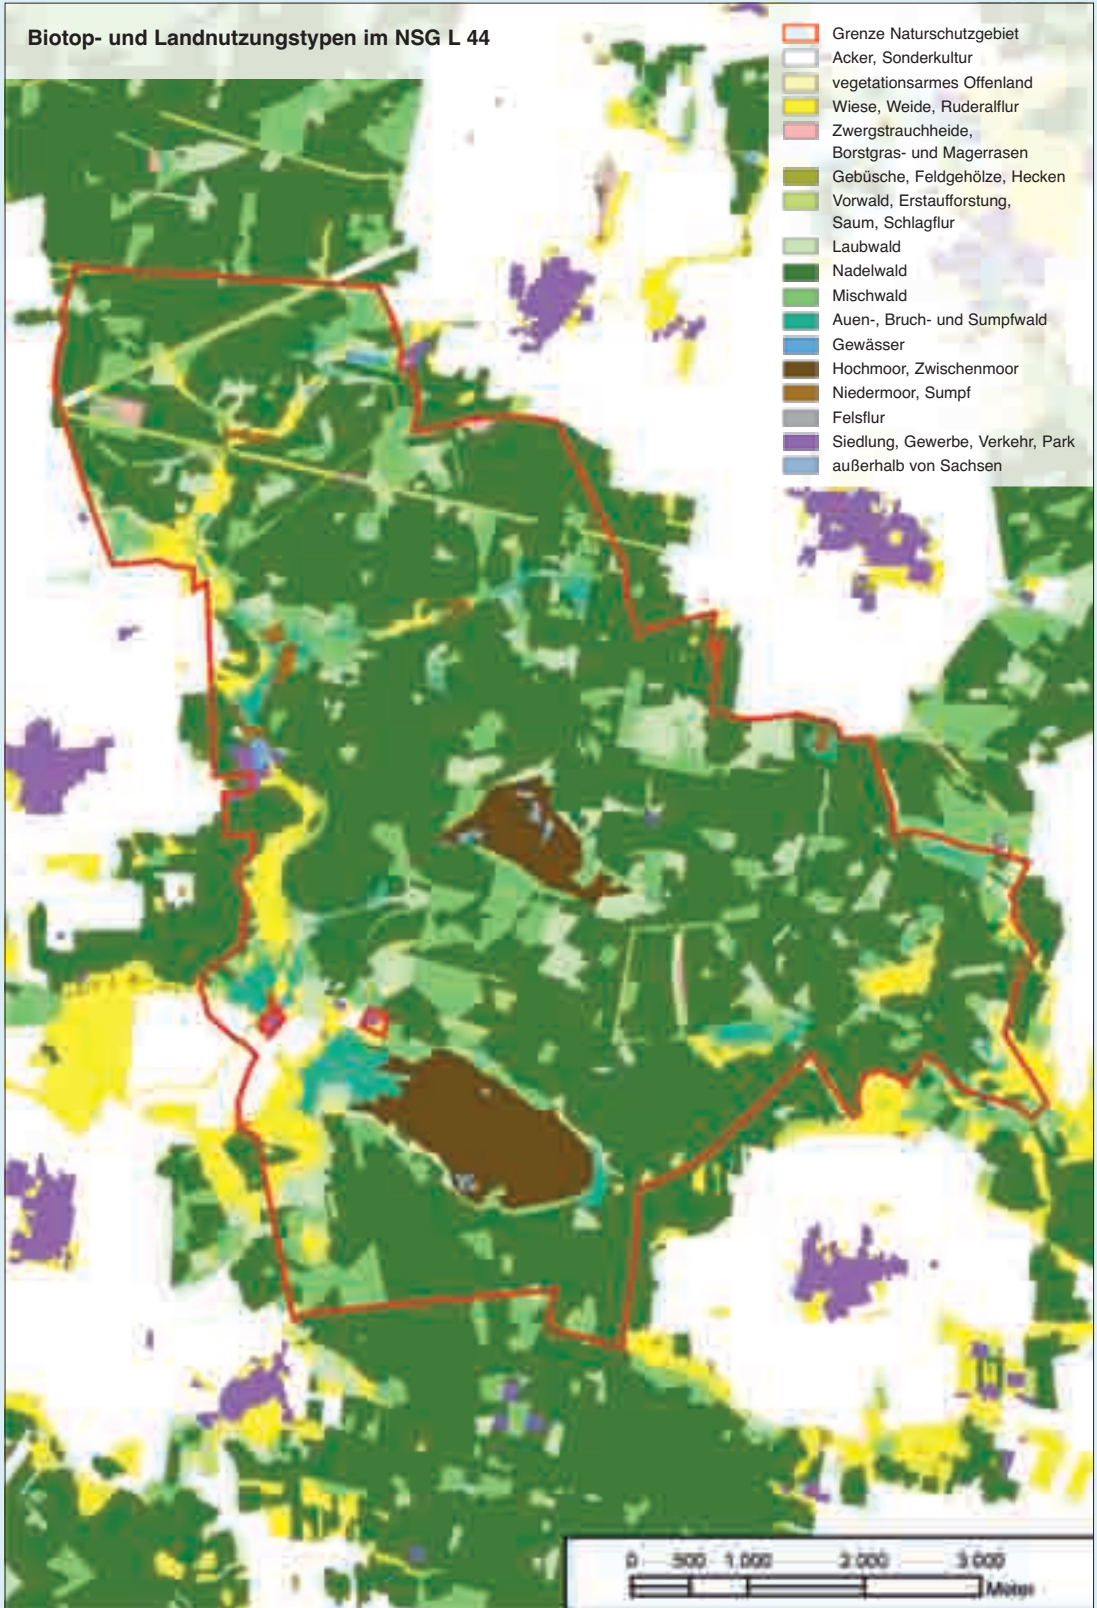 Biotop- und Landnutzungstypen im NSG L 44
Grenze Naturschutzgebiet
Acker, Sonderkultur
vegetationsarmes Offenland
Wiese, Weide, Ruderalflur
Zwergstrauchheide,
Borstgras- und Magerrasen
Gebüsche, Feldgehölze, Hecken
Vorwald, Erstaufforstung,
Saum, Schlagflur
Laubwald
Nadelwald
Mischwald
Auen-, Bruch- und Sumpfwald
Gewässer
Hochmoor, Zwischenmoor
Niedermoor, Sumpf
Felsflur
Siedlung, Gewerbe, Verkehr, Park
außerhalb von Sachsen
0 500 1 000 2 000 3 000
Meter